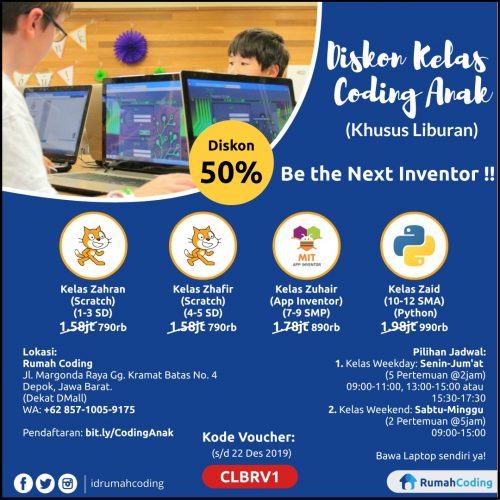 Diskon Kelas
Coding Anak
(Khusus Liburan)
Diskon
50%
Be the Next Inventor !!
MIT
APP INVENTOR
Kelas Zahran
(Scratch)
(1-3 SD)
1.58jt 790rb
Kelas Zhafir
(Scratch)
(4-5 SD)
1.58jt 790rb
Kelas Zuhair
(App Inventor)
(7-9 SMP)
1.78jt 890rb
Kelas Zaid
(10-12 SMA)
(Python)
1.98jt 990rb
Lokasi:
Rumah Coding
Jl. Margonda Raya Gg. Kramat Batas No. 4
Depok, Jawa Barat.
(Dekat DMall)
WA: +62 857-1005-9175
Pendaftaran: bit.ly/CodingAnak
Kode Voucher:
(s/d 22 Des 2019)
CLBRV1
Pilihan Jadwal:
1. Kelas Weekday: Senin-Jum'at
(5 Pertemuan @2jam)
09:00-11:00, 13:00-15:00 atau
15:30-17:30
2. Kelas Weekend: Sabtu-Minggu
(2 Pertemuan @5jam)
09:00-15:00
Bawa Laptop sendiri ya!
idrumahcoding
RumahCoding